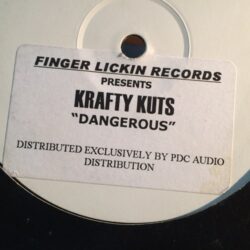 FINGER LICKIN RECORDS
PRESENTS
KRAFTY KUTS
"DANGEROUS"
DISTRIBUTED EXCLUSIVELY BY PDC AUDIO
DISTRIBUTION